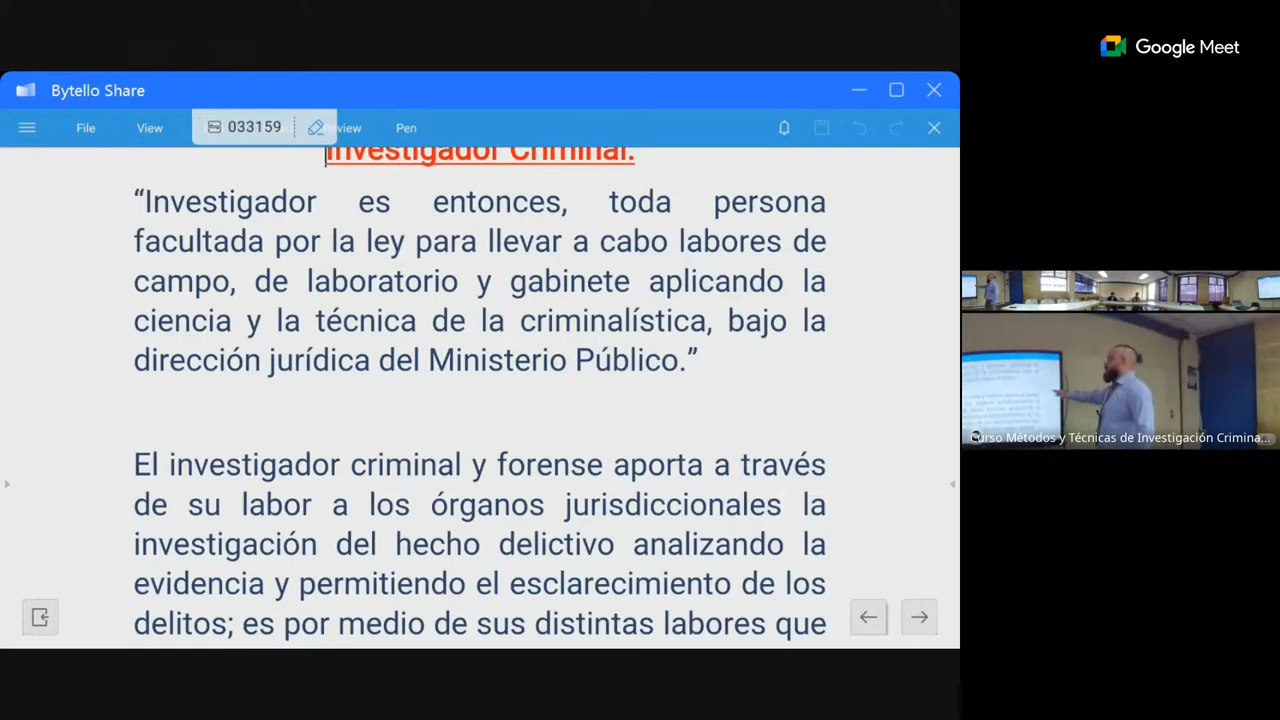 Google Meet
Bytello Share
File View 033159 Review Pen
Investigador Criminal.
“Investigador es entonces, toda persona
facultada por la ley para llevar a cabo labores de
campo, de laboratorio y gabinete aplicando la
ciencia y la técnica de la criminalística, bajo la
dirección jurídica del Ministerio Público.”
El investigador criminal y forense aporta a través
de su labor a los órganos jurisdiccionales la
investigación del hecho delictivo analizando la
evidencia y permitiendo el esclarecimiento de los
delitos; es por medio de sus distintas labores que
Curso Métodos y Técnicas de Investigación Crimina...